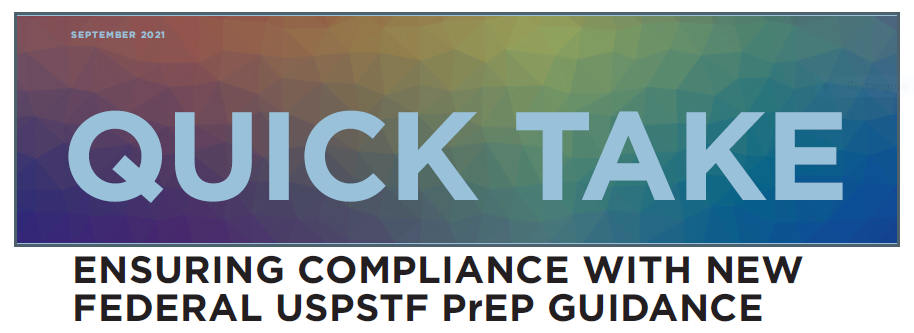 SEPTEMBER 2021
QUICK TAKE
ENSURING COMPLIANCE WITH NEW
FEDERAL USPSTF PrEP GUIDANCE